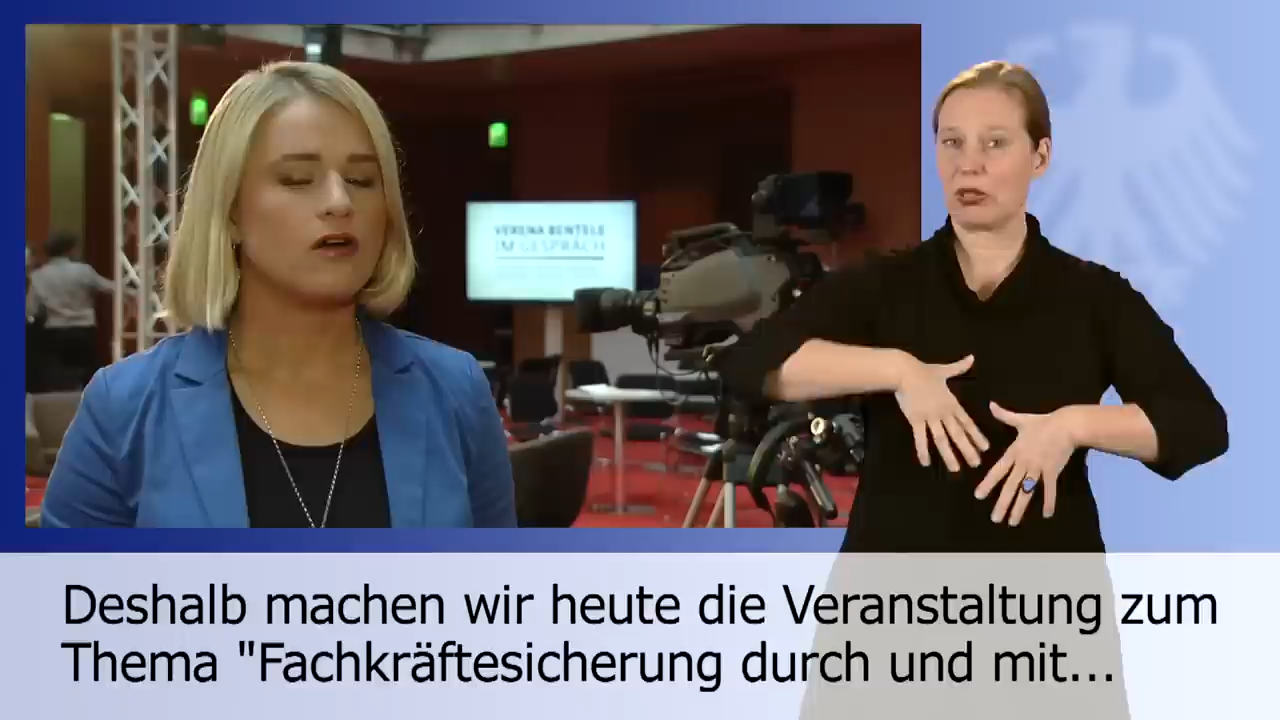 VERENA BENTELE
IM GESPRÄCH
Deshalb machen wir heute die Veranstaltung zum
Thema "Fachkräftesicherung durch und mit...